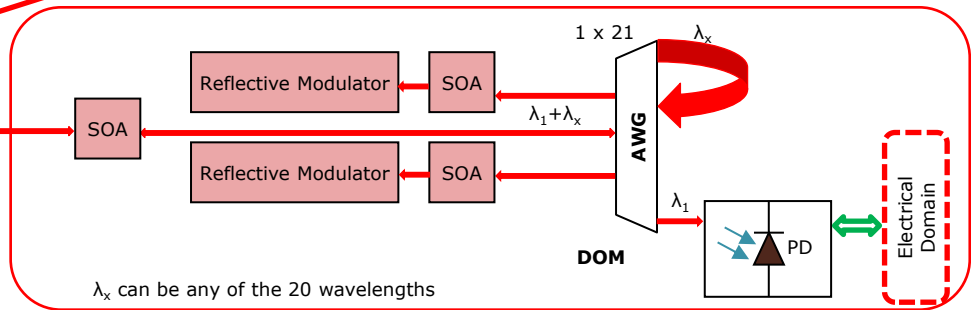 1 x 21
λx
Reflective Modulator
SOA
SOA
λ1+λx
AWG
Reflective Modulator
SOA
λ1
DOM
PD
Electrical
Domain
λx can be any of the 20 wavelengths